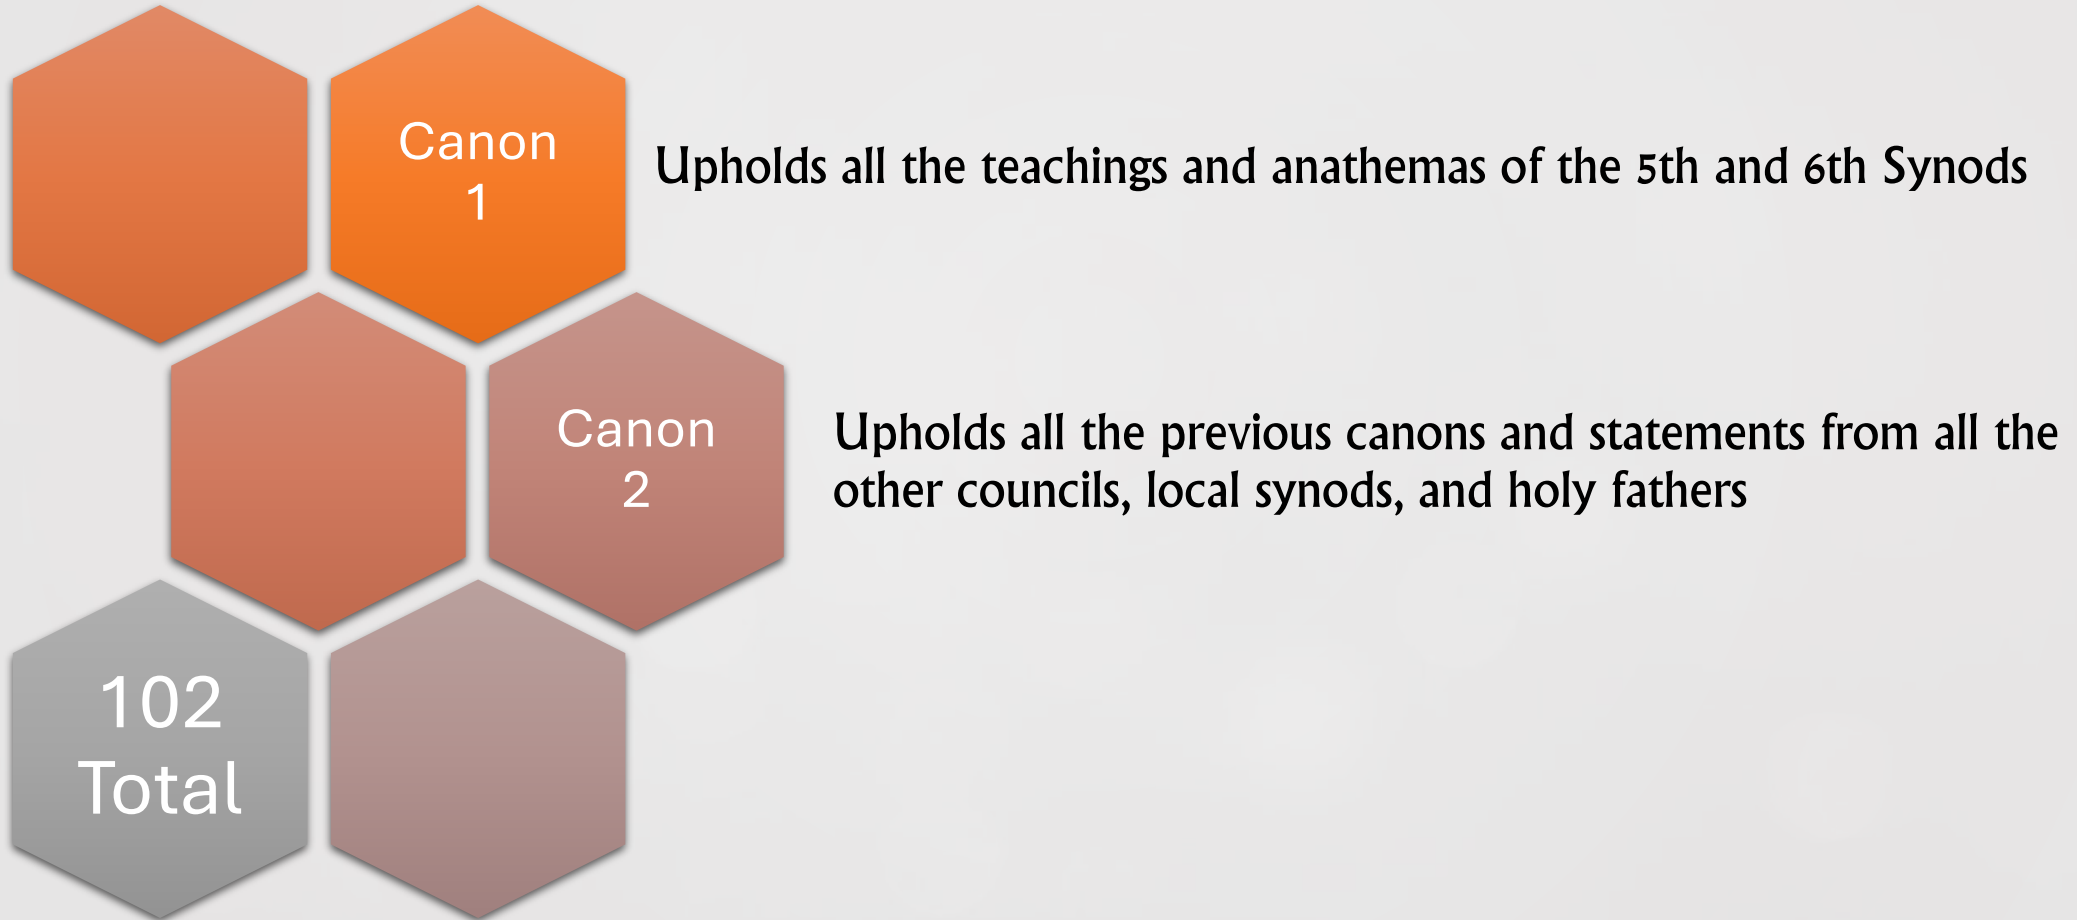 Canon
1
Upholds all the teachings and anathemas of the 5th and 6th Synods
Canon
2
Upholds all the previous canons and statements from all the
other councils, local synods, and holy fathers
102
Total